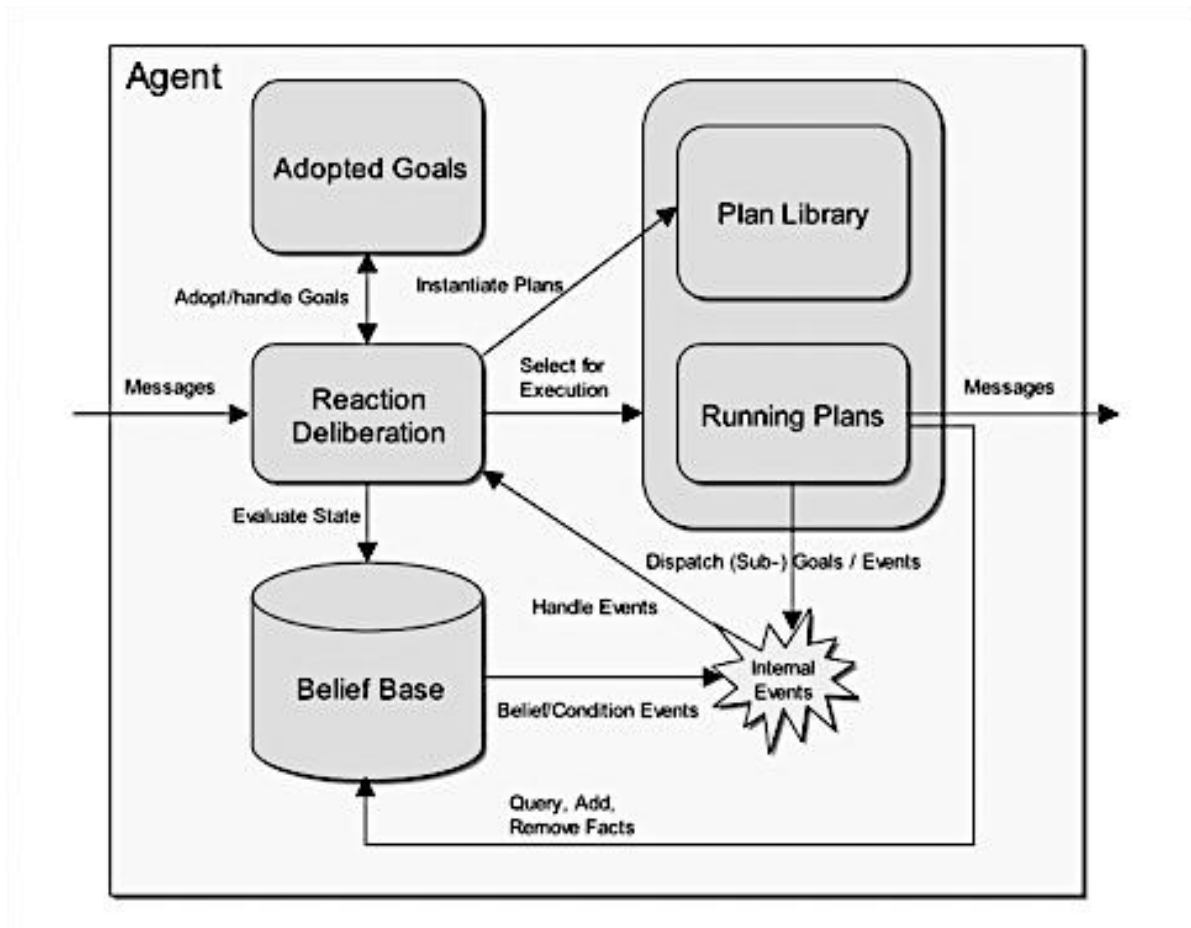 Agent
Adopted Goals
Plan Library
Adopt/handle Goals
Instantiate Plans
Messages
Reaction
Deliberation
Select for
Execution
Running Plans
Messages
Evaluate State
Dispatch (Sub-) Goals / Events
Handle Events
Internal
Events
Belief Base
Belief/Condition Events
Query, Add,
Remove Facts